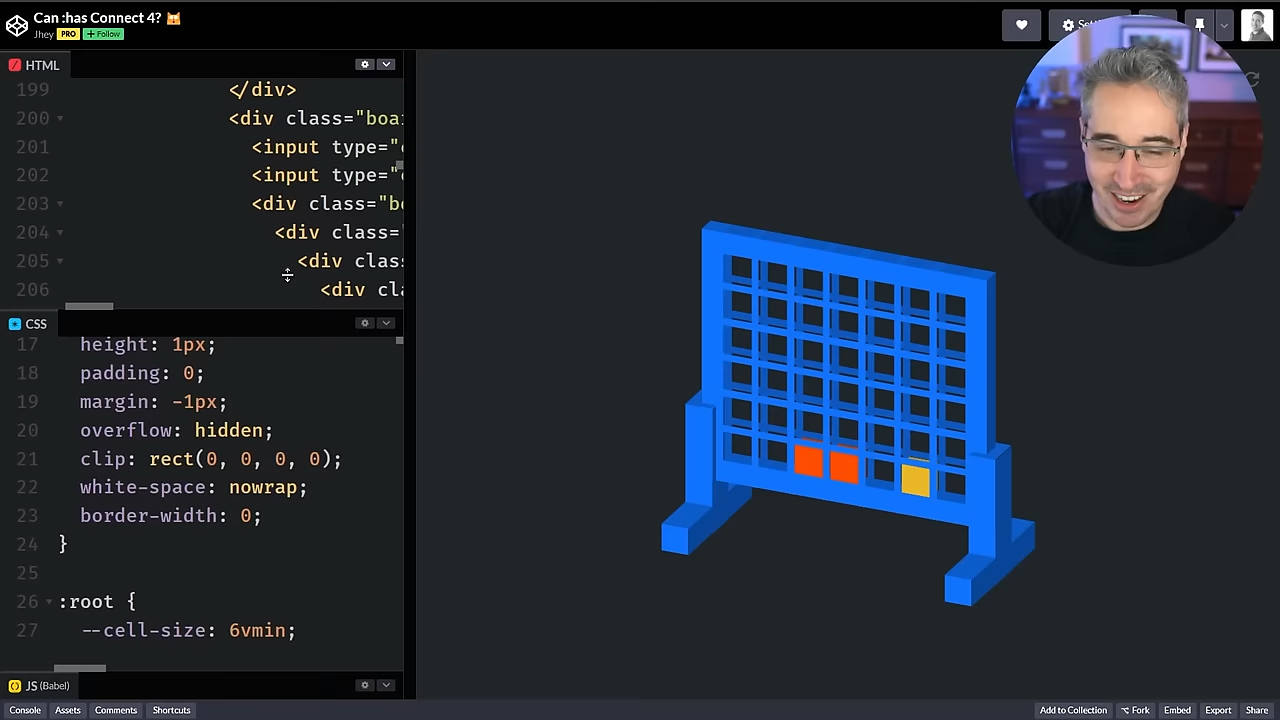 Can :has Connect 4? 😼
Jhey PRO + Follow
HTML
199 </div>
200 <div class="boa
201 <input type="
202 <input type="
203 <div class="b
204 <div class=
205 <div clas
206 <div cl
CSS
17 height: 1px;
18 padding: 0;
19 margin: -1px;
20 overflow: hidden;
21 clip: rect(0, 0, 0, 0);
22 white-space: nowrap;
23 border-width: 0;
24 }
25
26 :root {
27 --cell-size: 6vmin;
JS (Babel)
Console Assets Comments Shortcuts Add to Collection Fork Embed Export Share